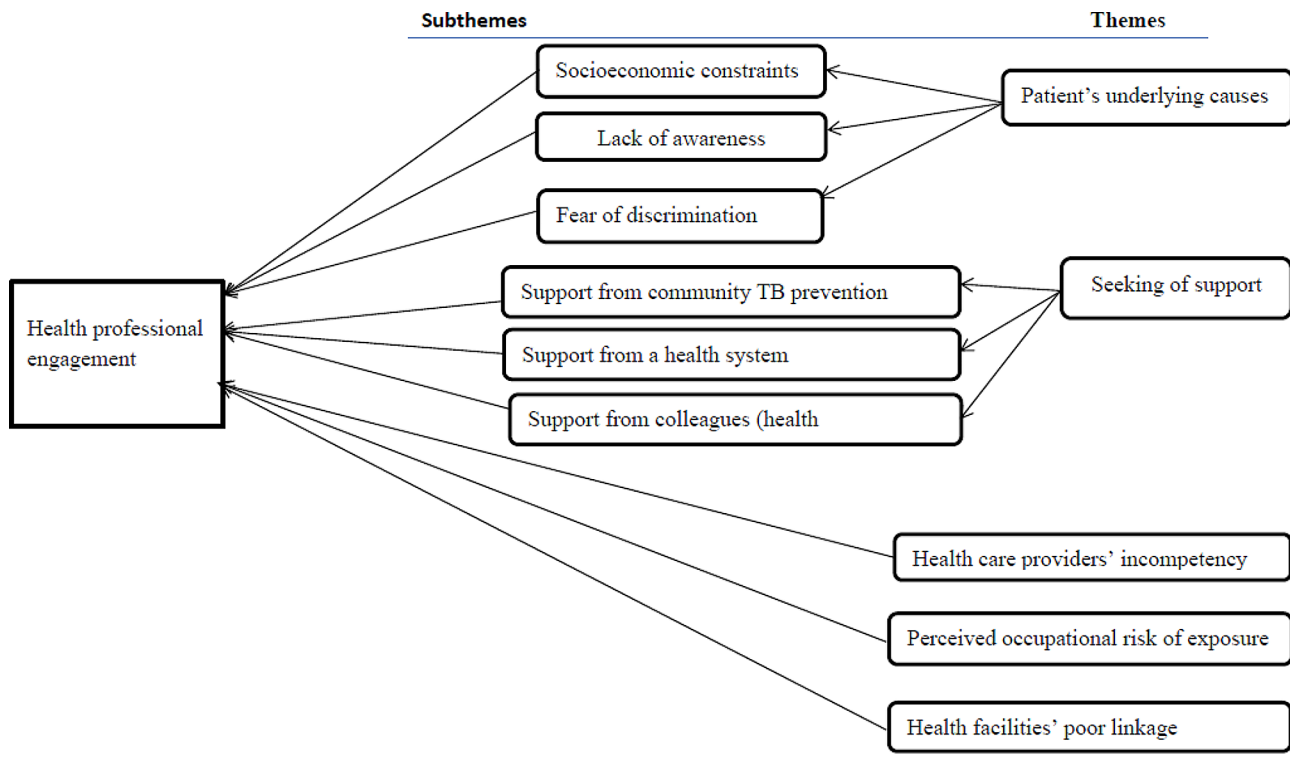 Subthemes
Themes
Socioeconomic constraints
Patient's underlying causes
Lack of awareness
Fear of discrimination
Support from community TB prevention
Seeking of support
Health professional
engagement
Support from a health system
Support from colleagues (health
Health care providers' incompetency
Perceived occupational risk of exposure
Health facilities' poor linkage